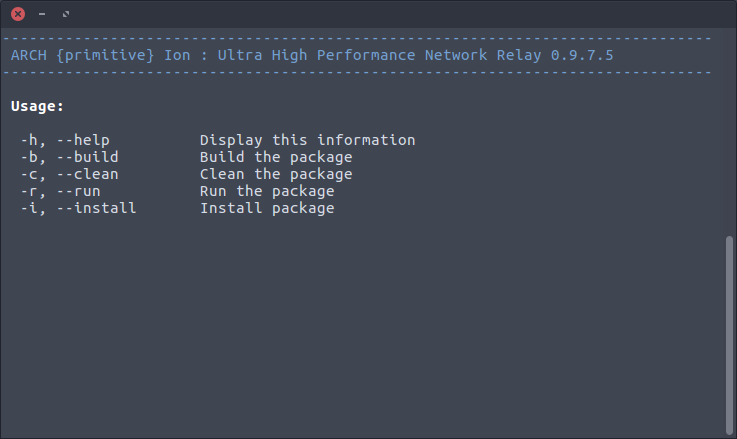 --------------------------------------------------------------------------------
ARCH {primitive} Ion : Ultra High Performance Network Relay 0.9.7.5
--------------------------------------------------------------------------------
Usage:
-h, --help          Display this information
-b, --build         Build the package
-c, --clean         Clean the package
-r, --run           Run the package
-i, --install       Install package